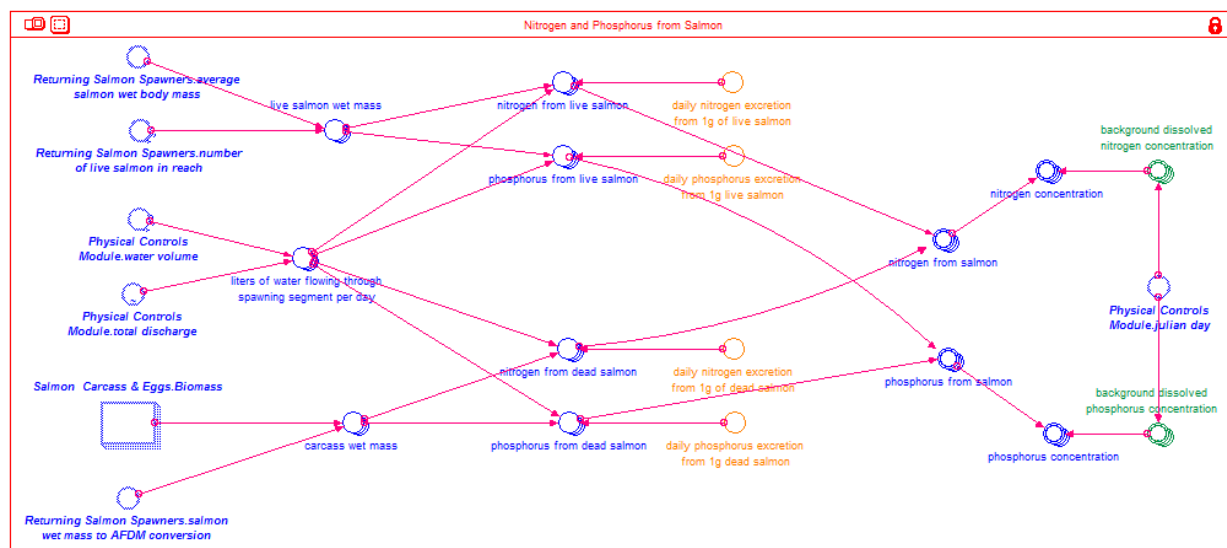 Nitrogen and Phosphorus from Salmon
Returning Salmon Spawners.average
salmon wet body mass
live salmon wet mass
nitrogen from live salmon
daily nitrogen excretion
from 1g of live salmon
Returning Salmon Spawners.number
of live salmon in reach
phosphorus from live salmon
daily phosphorus excretion
from 1g live salmon
background dissolved
nitrogen concentration
nitrogen concentration
Physical Controls
Module.water volume
liters of water flowing through
spawning segment per day
nitrogen from salmon
Physical Controls
Module.total discharge
Physical Controls
Module.julian day
nitrogen from dead salmon
daily nitrogen excretion
from 1g of dead salmon
phosphorus from salmon
Salmon Carcass & Eggs.Biomass
carcass wet mass
phosphorus from dead salmon
daily phosphorus excretion
from 1g dead salmon
background dissolved
phosphorus concentration
phosphorus concentration
Returning Salmon Spawners.salmon
wet mass to AFDM conversion